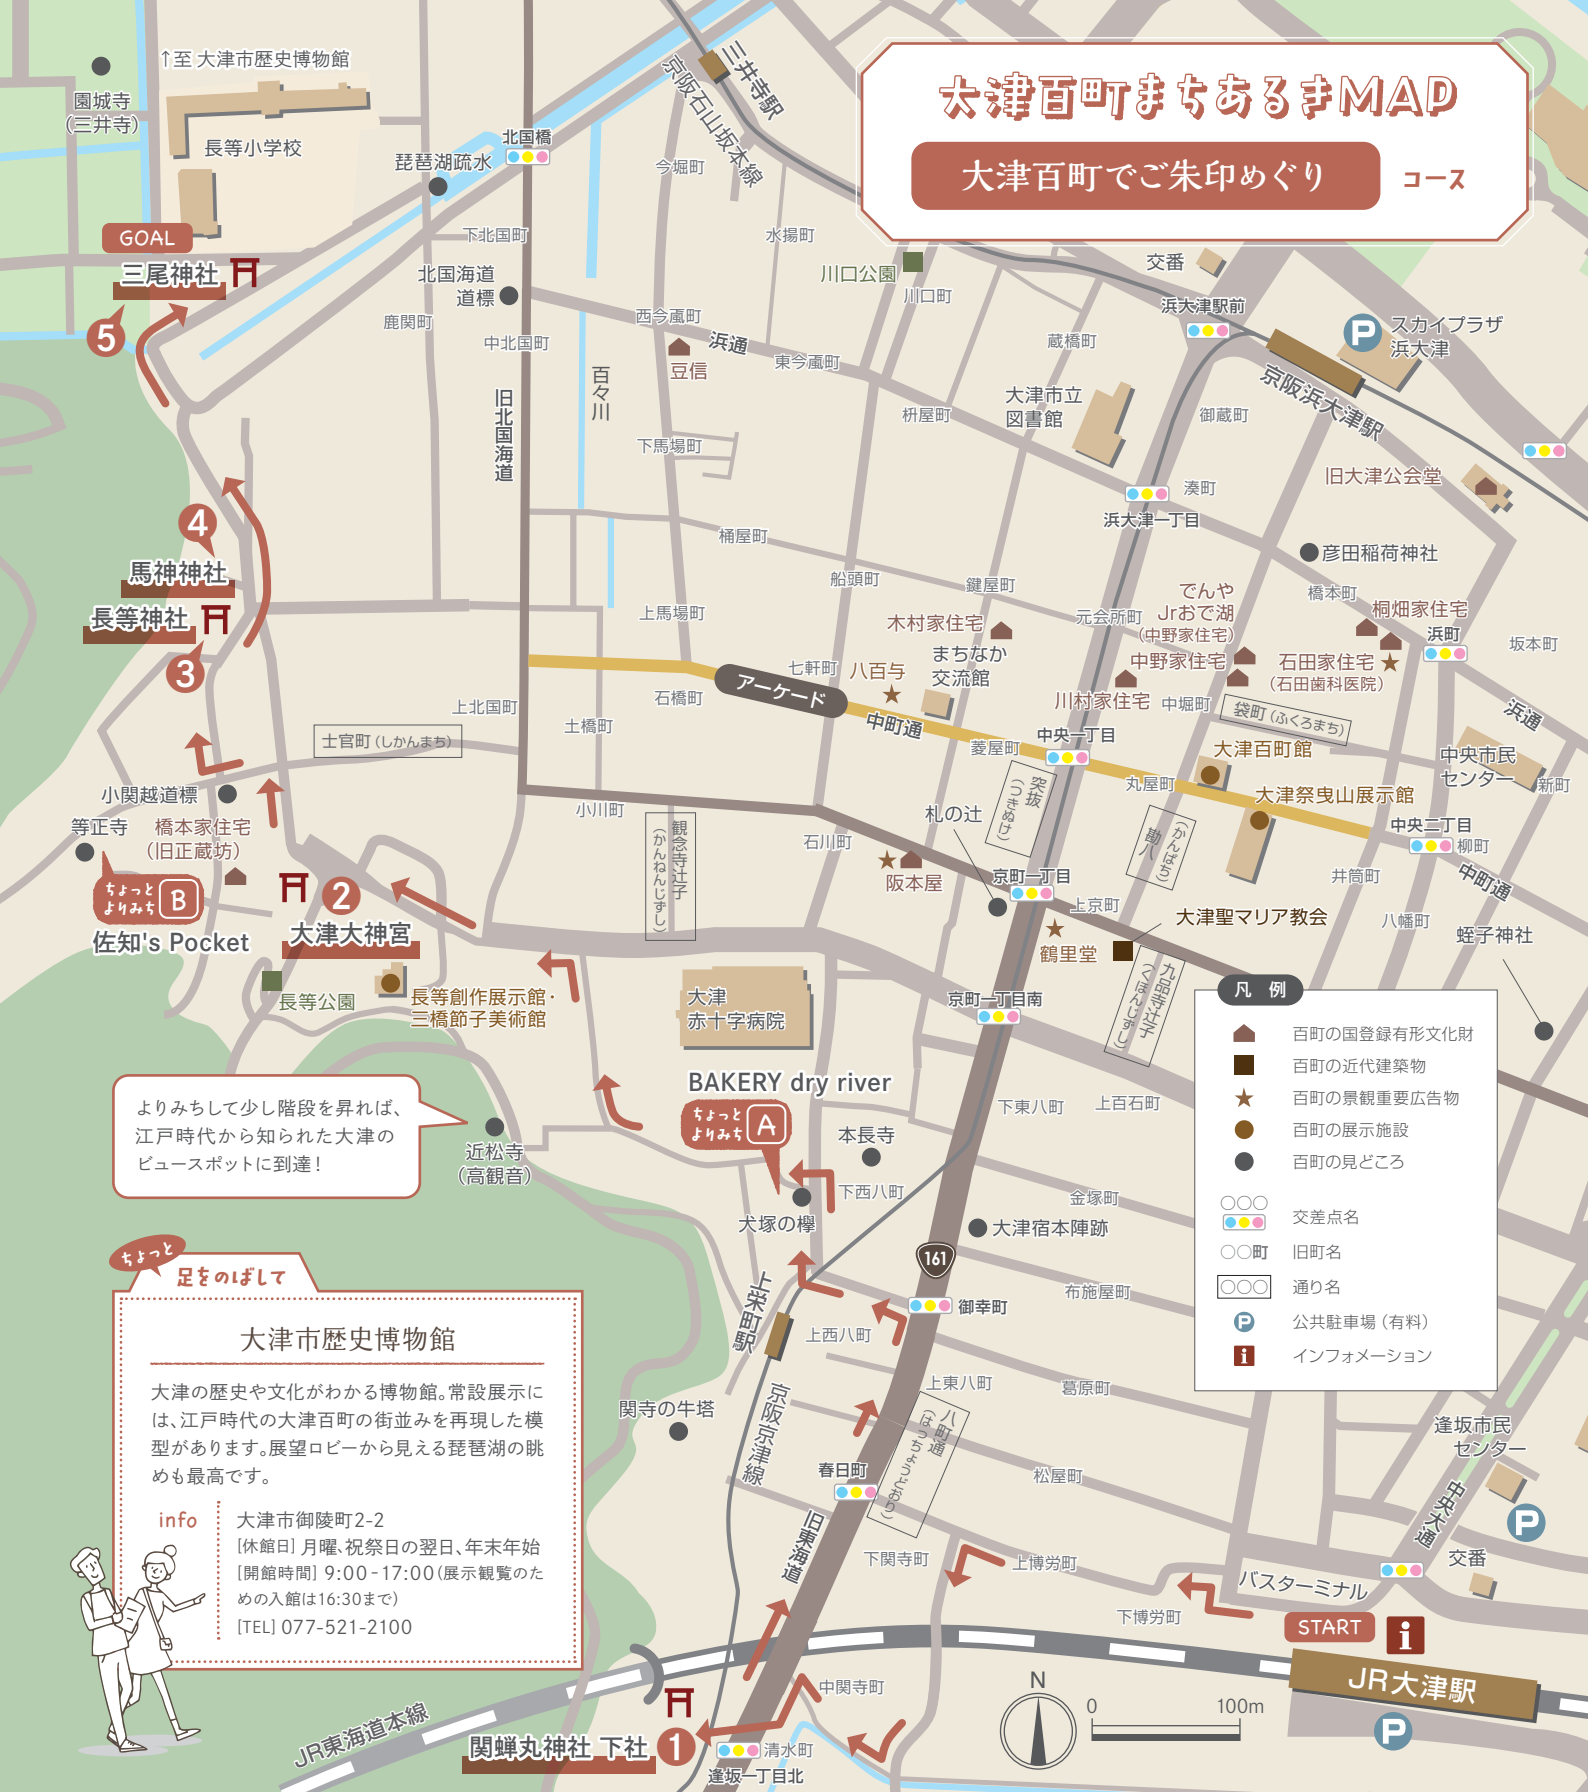 大津百町まちあるきMAP
大津百町でご朱印めぐり
コース
↑至 大津市歴史博物館
園城寺
(三井寺)
長等小学校
琵琶湖疏水
北国橋
三井寺駅
京阪石山坂本線
今堀町
水揚町
下北国町
北国海道
道標
川口公園
川口町
交番
浜大津駅前
スカイプラザ
浜大津
京阪浜大津駅
GOAL
三尾神社
5
鹿関町
中北国町
西今颪町
浜通
豆信
東今颪町
蔵橋町
百々川
旧北国海道
大津市立
図書館
枡屋町
御蔵町
下馬場町
旧大津公会堂
湊町
浜大津一丁目
4
馬神神社
長等神社
3
桶屋町
船頭町
鍵屋町
彦田稲荷神社
橋本町
でんや
Jrおて湖
(中野家住宅)
桐畑家住宅
元会所町
上馬場町
木村家住宅
浜町
坂本町
まちなか
交流館
中野家住宅
石田家住宅
(石田歯科医院)
七軒町
八百与
アーケード
川村家住宅
中堀町
袋町(ふくろまち)
浜通
石橋町
上北国町
土橋町
中町通
中央一丁目
菱屋町
大津百町館
中央市民
センター
士官町(しかんまち)
丸屋町
新町
小関越道標
小川町
突抜
(つきぬけ)
大津祭曳山展示館
札の辻
中央二丁目
柳町
等正寺
橋本家住宅
(旧正蔵坊)
観念寺辻子
(かんねんじずし)
石川町
勘八
(かんぱち)
阪本屋
京町一丁目
井筒町
中町通
ちょっと
よりみち
B
佐知's Pocket
2
大津大神宮
上京町
大津聖マリア教会
八幡町
蛭子神社
鶴里堂
長等公園
長等創作展示館・
三橋節子美術館
大津
赤十字病院
京町一丁目南
九品寺辻子
(くほんじずし)
凡 例
百町の国登録有形文化財
百町の近代建築物
百町の景観重要広告物
百町の展示施設
百町の見どころ
○○○
交差点名
○○町
旧町名
○○○
通り名
P
公共駐車場(有料)
i
インフォメーション
BAKERY dry river
ちょっと
よりみち
A
よりみちして少し階段を昇れば、
江戸時代から知られた大津の
ビュースポットに到達!
近松寺
(高観音)
本長寺
下東八町
上百石町
下西八町
犬塚の欅
金塚町
大津宿本陣跡
161
御幸町
布施屋町
上栄町駅
上西八町
上東八町
葛原町
関寺の牛塔
京阪京津線
八町通
(はっちょうどおり)
春日町
松屋町
逢坂市民
センター
中央大通
旧東海道
下関寺町
上博労町
交番
バスターミナル
下博労町
START
i
JR大津駅
P
P
P
ちょっと
足をのばして
大津市歴史博物館
大津の歴史や文化がわかる博物館。常設展示に
は、江戸時代の大津百町の街並みを再現した模
型があります。展望ロビーから見える琵琶湖の眺
めも最高です。
info
大津市御陵町2-2
[休館日] 月曜、祝祭日の翌日、年末年始
[開館時間] 9:00-17:00(展示観覧のた
めの入館は16:30まで)
[TEL] 077-521-2100
中関寺町
N
0
100m
JR東海道本線
関蝉丸神社 下社
1
清水町
逢坂一丁目北